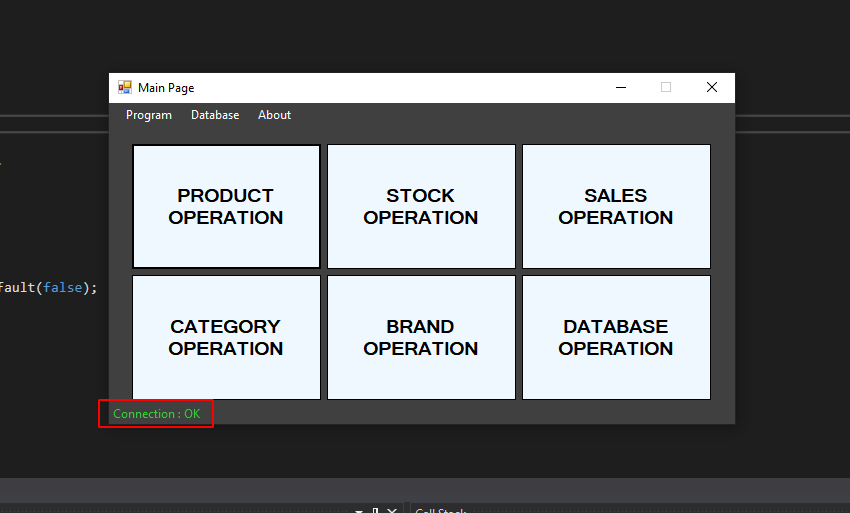 Main Page
Program Database About
PRODUCT
OPERATION
STOCK
OPERATION
SALES
OPERATION
fault(false);
CATEGORY
OPERATION
BRAND
OPERATION
DATABASE
OPERATION
Connection : OK
Call Stack